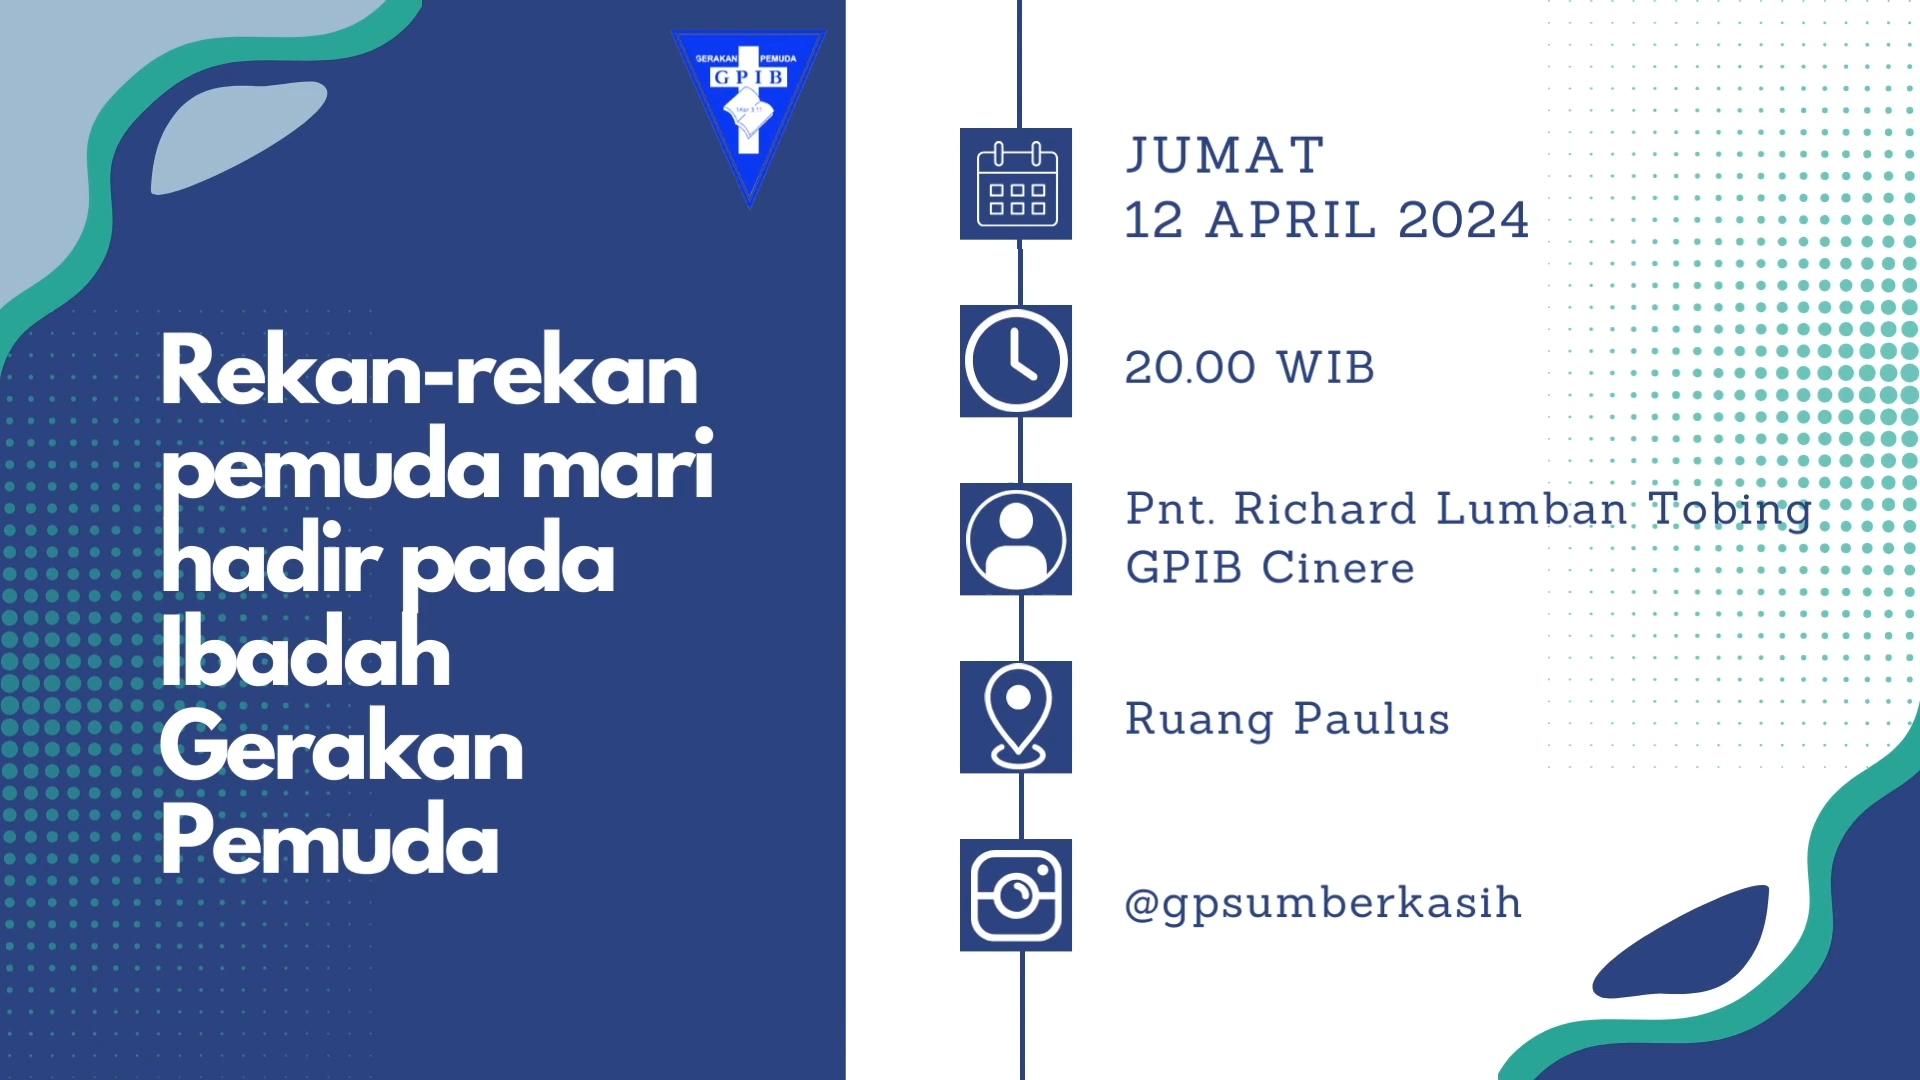 GERAKAN PEMUDA
GPIB
Rekan-rekan
pemuda mari
hadir pada
Ibadah
Gerakan
Pemuda
JUMAT
12 APRIL 2024
20.00 WIB
Pnt. Richard Lumban Tobing
GPIB Cinere
Ruang Paulus
@gpsumberkasih